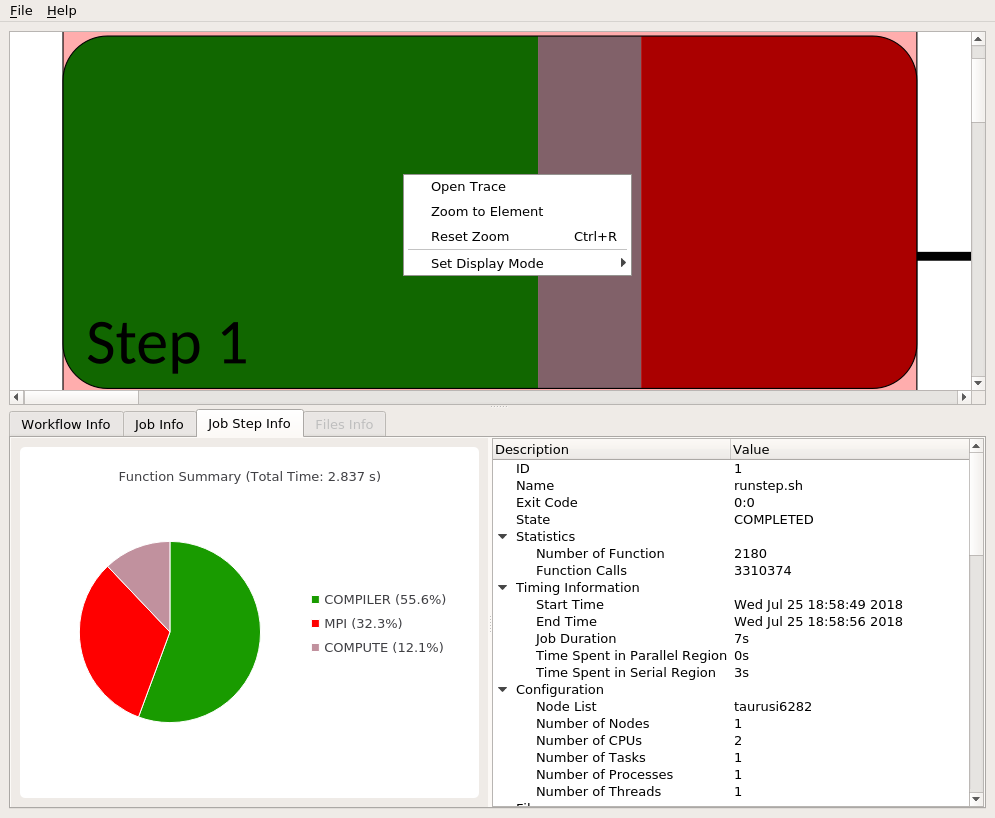 File Help
Open Trace
Zoom to Element
Reset Zoom Ctrl+R
Set Display Mode
Step 1
Workflow Info Job Info Job Step Info Files Info
Function Summary (Total Time: 2.837 s)
COMPILER (55.6%)
MPI (32.3%)
COMPUTE (12.1%)
Description Value
ID 1
Name runstep.sh
Exit Code 0:0
State COMPLETED
Statistics
Number of Function 2180
Function Calls 3310374
Timing Information
Start Time Wed Jul 25 18:58:49 2018
End Time Wed Jul 25 18:58:56 2018
Job Duration 7s
Time Spent in Parallel Region 0s
Time Spent in Serial Region 3s
Configuration
Node List taurusi6282
Number of Nodes 1
Number of CPUs 2
Number of Tasks 1
Number of Processes 1
Number of Threads 1